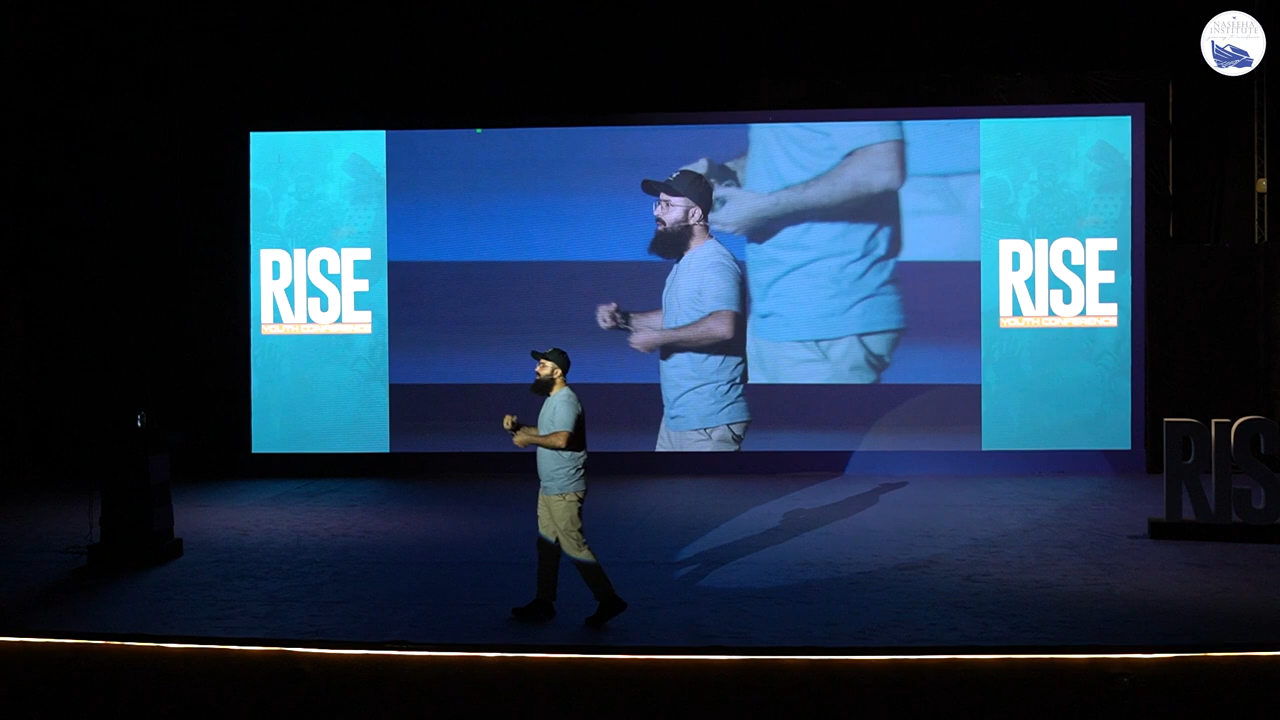 NASEEHA
INSTITUTE
RISE
YOUTH CONFERENCE
RISE
YOUTH CONFERENCE
RIS